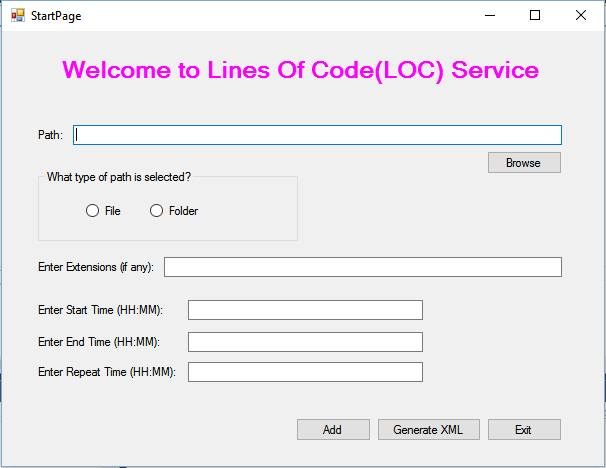 StartPage
Welcome to Lines Of Code(LOC) Service
Path:
Browse
What type of path is selected?
File Folder
Enter Extensions (if any):
Enter Start Time (HH:MM):
Enter End Time (HH:MM):
Enter Repeat Time (HH:MM):
Add Generate XML Exit